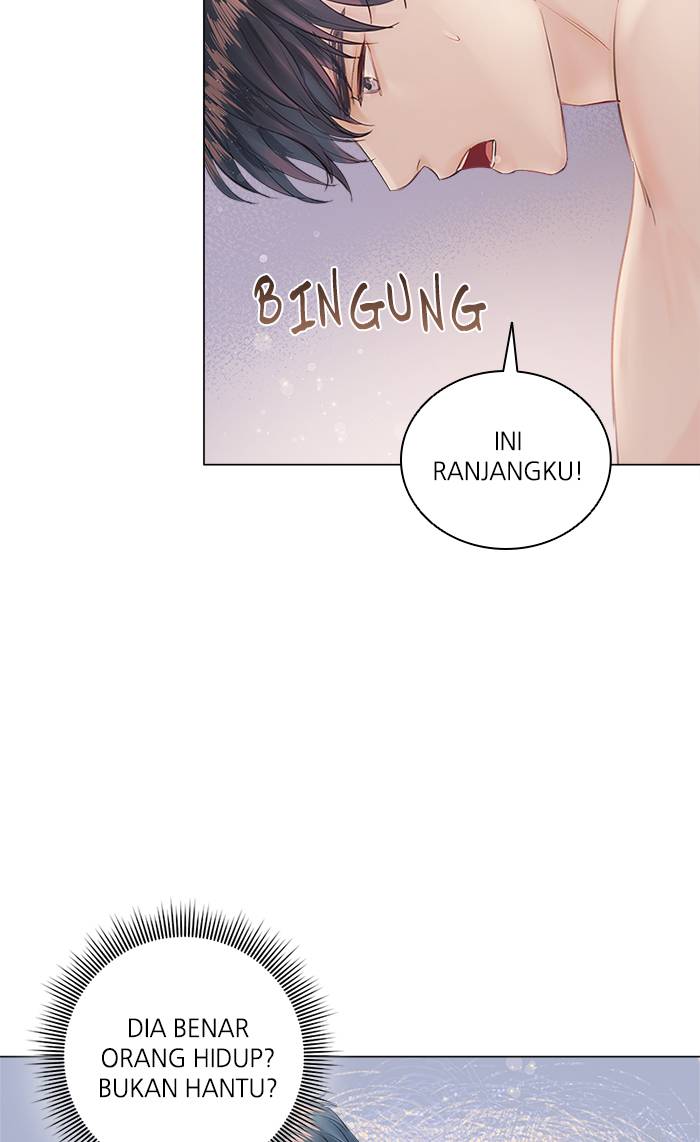 BINGUNG
INI
RANJANGKU!
DIA BENAR
ORANG HIDUP?
BUKAN HANTU?